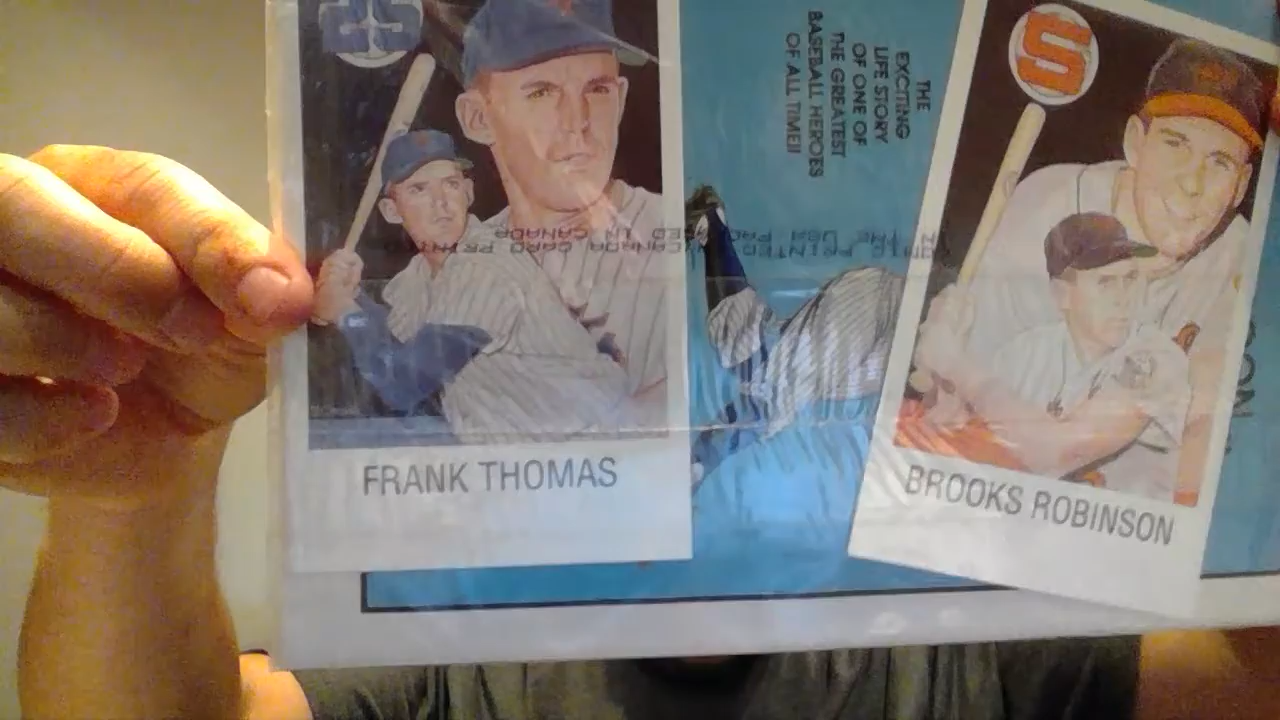 THE
EXCITING
LIFE STORY
OF ONE OF
THE GREATEST
BASEBALL HEROES
OF ALL TIME!!
S
FRANK THOMAS
BROOKS ROBINSON